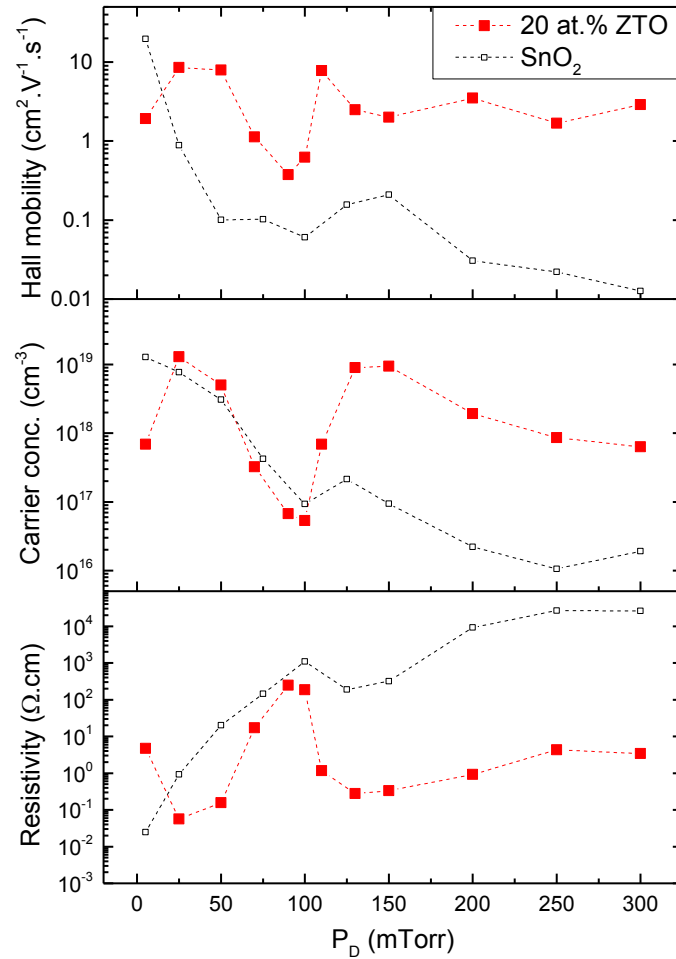 20 at.% ZTO
SnO₂
Hall mobility (cm².V⁻¹.s⁻¹)
10
1
0.1
0.01
Carrier conc. (cm⁻³)
10¹⁹
10¹⁸
10¹⁷
10¹⁶
Resistivity (Ω.cm)
10⁴
10³
10²
10¹
10⁰
10⁻¹
10⁻²
10⁻³
0 50 100 150 200 250 300
P_D (mTorr)